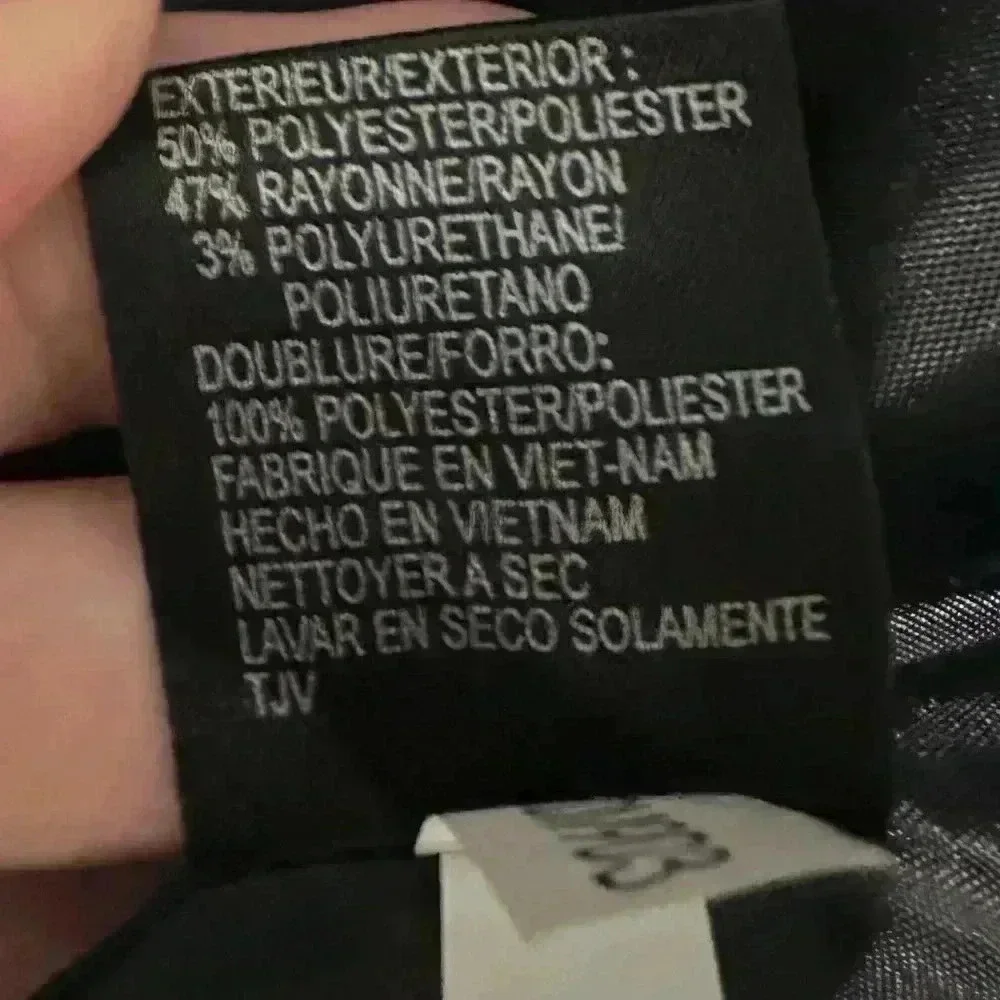 EXTERIEUR/EXTERIOR :
50% POLYESTER/POLIESTER
47% RAYONNE/RAYON
3% POLYURETHANE/
POLIURETANO
DOUBLURE/FORRO:
100% POLYESTER/POLIESTER
FABRIQUE EN VIET-NAM
HECHO EN VIETNAM
NETTOYER A SEC
LAVAR EN SECO SOLAMENTE
TJV